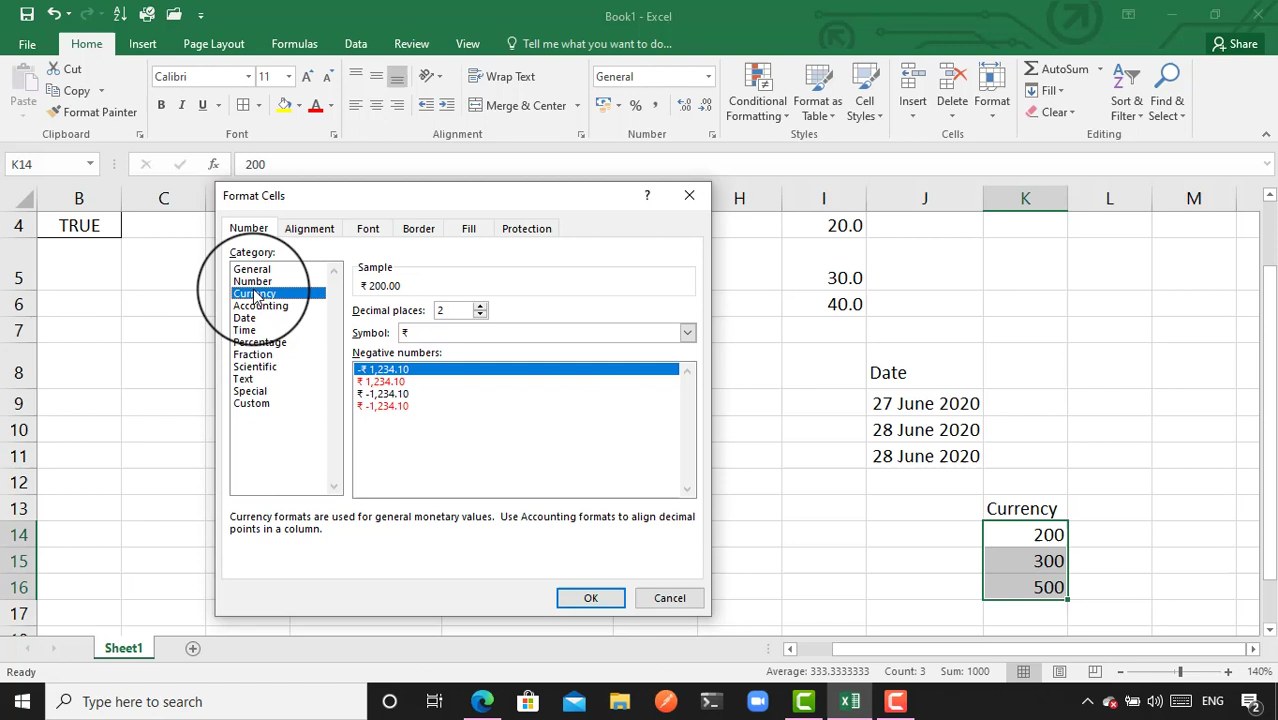 Book1 - Excel
File
Home
Insert
Page Layout
Formulas
Data
Review
View
Tell me what you want to do...
Share
Paste
Cut
Copy
Format Painter
Clipboard
Calibri
11
B I U
A
Font
Wrap Text
Merge & Center
Alignment
General
%
Number
Conditional
Formatting
Format as
Table
Cell
Styles
Styles
Insert
Delete
Format
Cells
AutoSum
Fill
Clear
Sort &
Filter
Find &
Select
Editing
K14
fx
200
B C H I J K L M
4 TRUE 20.0
5 30.0
6 40.0
7
8 Date
9 27 June 2020
10 28 June 2020
11 28 June 2020
12
13 Currency
14 200
15 300
16 500
17
Format Cells
?
Number
Alignment
Font
Border
Fill
Protection
Category:
General
Number
Currency
Accounting
Date
Time
Percentage
Fraction
Scientific
Text
Special
Custom
Sample
₹ 200.00
Decimal places: 2
Symbol: ₹
Negative numbers:
-₹ 1,234.10
₹ 1,234.10
₹ -1,234.10
₹ -1,234.10
Currency formats are used for general monetary values. Use Accounting formats to align decimal
points in a column.
OK
Cancel
Sheet1
Ready
Average: 333.3333333
Count: 3
Sum: 1000
140%
Type here to search
ENG
2